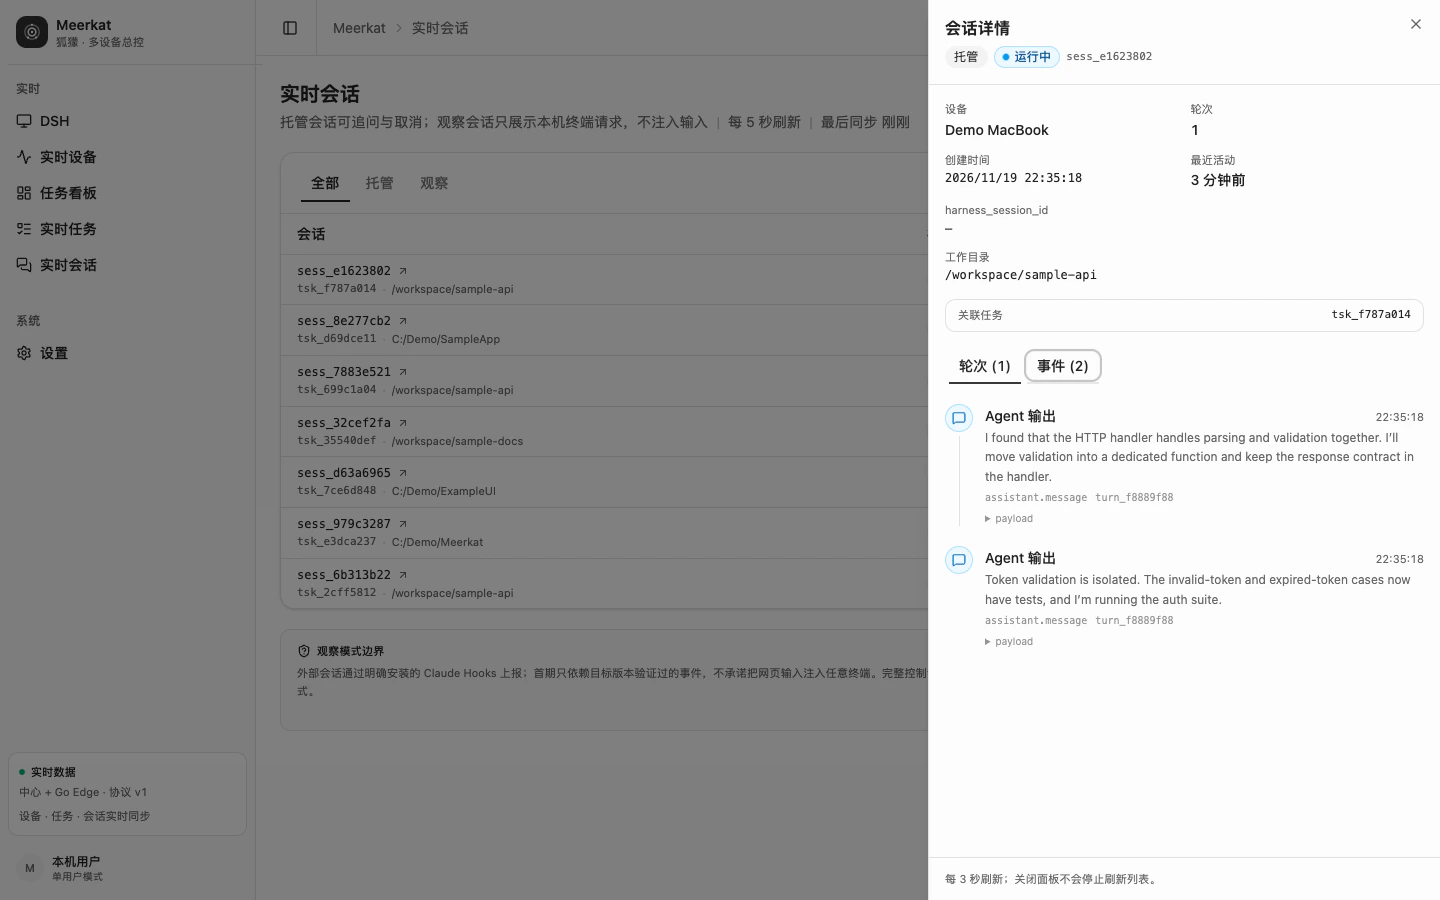 Meerkat
狐獴 · 多设备总控
实时
DSH
实时设备
任务看板
实时任务
实时会话
系统
设置
实时数据
中心 + Go Edge · 协议 v1
设备 · 任务 · 会话实时同步
M
本机用户
单用户模式
Meerkat > 实时会话
实时会话
托管会话可追问与取消；观察会话只展示本机终端请求，不注入输入 | 每 5 秒刷新 | 最后同步 刚刚
全部 托管 观察
会话
sess_e1623802
tsk_f787a014 · /workspace/sample-api
sess_8e277cb2
tsk_d69dce11 · C:/Demo/SampleApp
sess_7883e521
tsk_699c1a04 · /workspace/sample-api
sess_32cef2fa
tsk_35540def · /workspace/sample-docs
sess_d63a6965
tsk_7ce6d848 · C:/Demo/ExampleUI
sess_979c3287
tsk_e3dca237 · C:/Demo/Meerkat
sess_6b313b22
tsk_2cff5812 · /workspace/sample-api
观察模式边界
外部会话通过明确安装的 Claude Hooks 上报；首期只依赖目标版本验证过的事件，不承诺把网页输入注入任意终端。完整控制
式。
会话详情
托管 运行中 sess_e1623802
设备 轮次
Demo MacBook 1
创建时间 最近活动
2026/11/19 22:35:18 3 分钟前
harness_session_id
—
工作目录
/workspace/sample-api
关联任务 tsk_f787a014
轮次 (1) 事件 (2)
Agent 输出 22:35:18
I found that the HTTP handler handles parsing and validation together. I’ll
move validation into a dedicated function and keep the response contract in
the handler.
assistant.message turn_f8889f88
payload
Agent 输出 22:35:18
Token validation is isolated. The invalid-token and expired-token cases now
have tests, and I’m running the auth suite.
assistant.message turn_f8889f88
payload
每 3 秒刷新；关闭面板不会停止刷新列表。